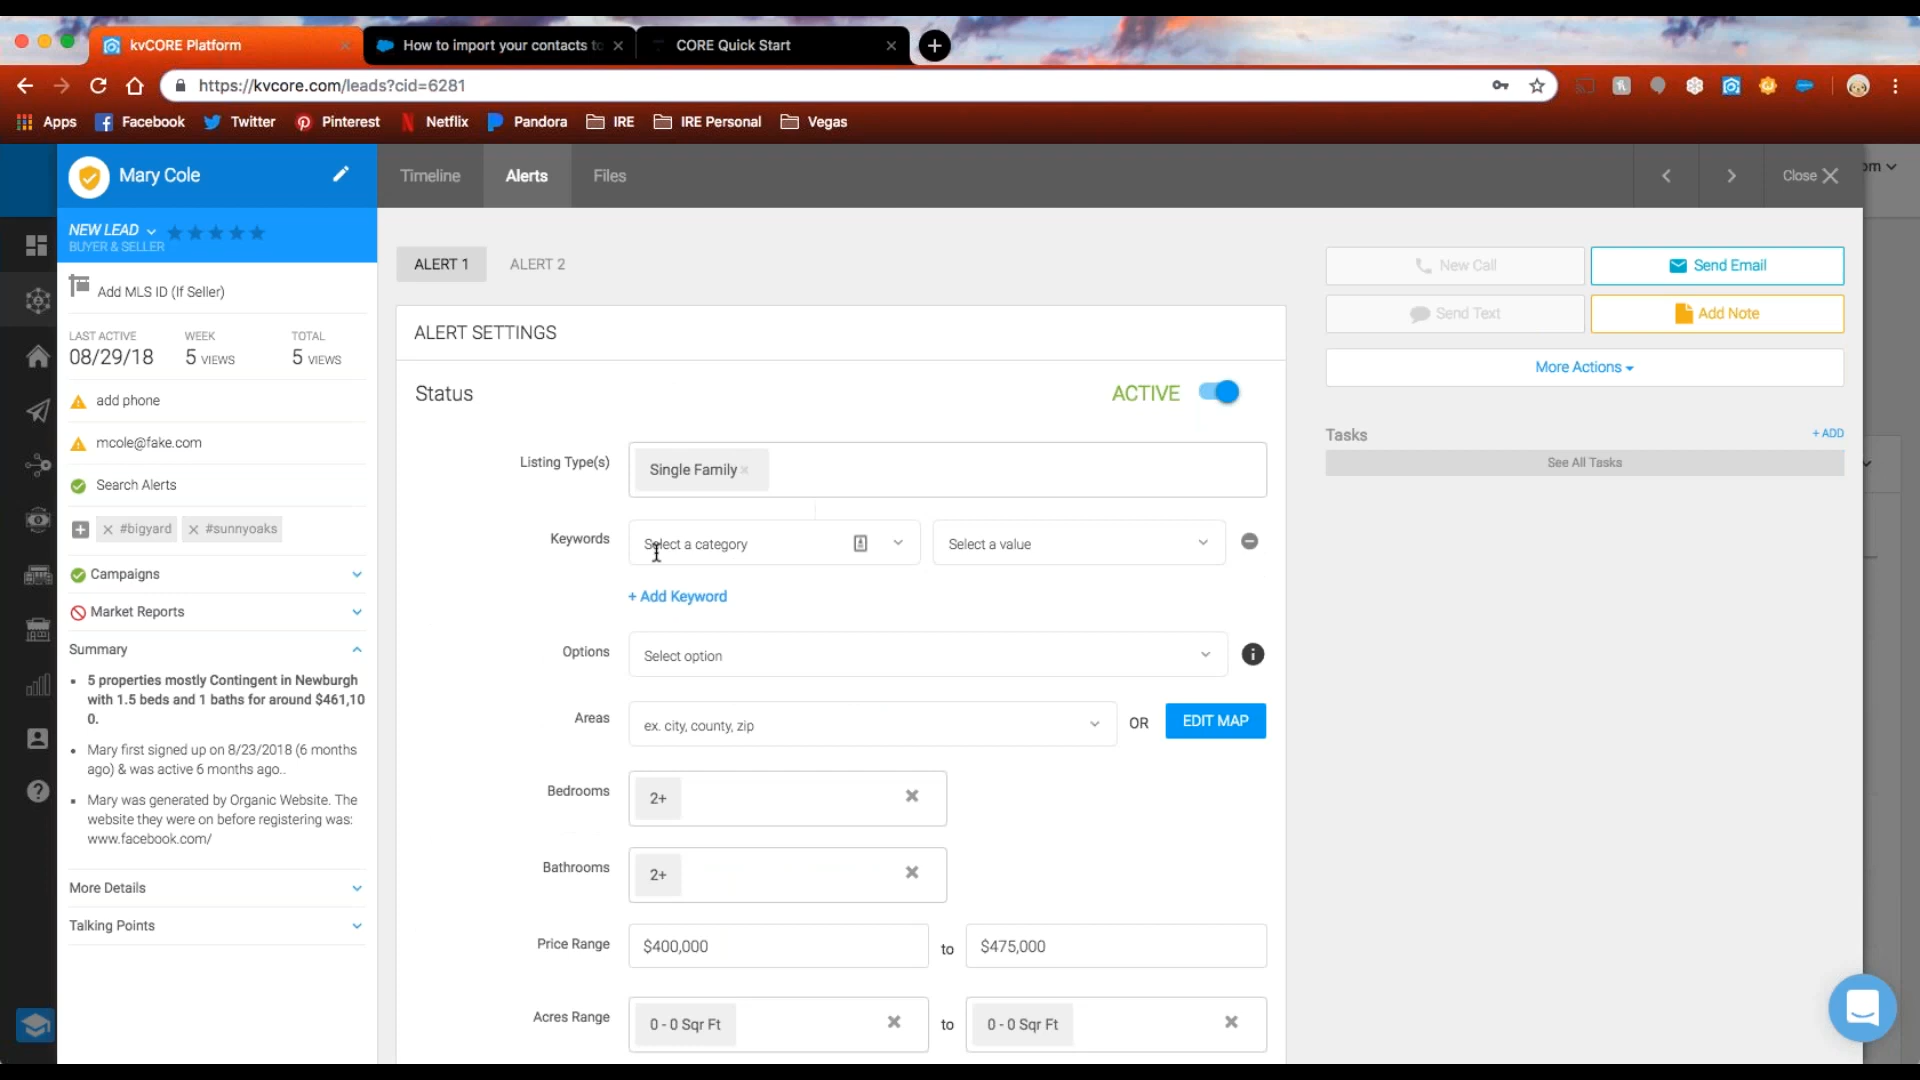 kvCORE Platform
How to import your contacts to
CORE Quick Start
https://kvcore.com/leads?cid=6281
Apps
Facebook
Twitter
Pinterest
Netflix
Pandora
IRE
IRE Personal
Vegas
Mary Cole
Timeline
Alerts
Files
Close
om
NEW LEAD
BUYER & SELLER
Add MLS ID (If Seller)
LAST ACTIVE
WEEK
TOTAL
08/29/18
5 VIEWS
5 VIEWS
add phone
mcole@fake.com
Search Alerts
#bigyard
#sunnyoaks
Campaigns
Market Reports
Summary
5 properties mostly Contingent in Newburgh
with 1.5 beds and 1 baths for around $461,10
0.
Mary first signed up on 8/23/2018 (6 months
ago) & was active 6 months ago..
Mary was generated by Organic Website. The
website they were on before registering was:
www.facebook.com/
More Details
Talking Points
ALERT 1
ALERT 2
ALERT SETTINGS
Status
ACTIVE
Listing Type(s)
Single Family
Keywords
Select a category
Select a value
+ Add Keyword
Options
Select option
Areas
ex. city, county, zip
OR
EDIT MAP
Bedrooms
2+
Bathrooms
2+
Price Range
$400,000
to
$475,000
Acres Range
0 - 0 Sqr Ft
to
0 - 0 Sqr Ft
New Call
Send Email
Send Text
Add Note
More Actions
Tasks
+ ADD
See All Tasks